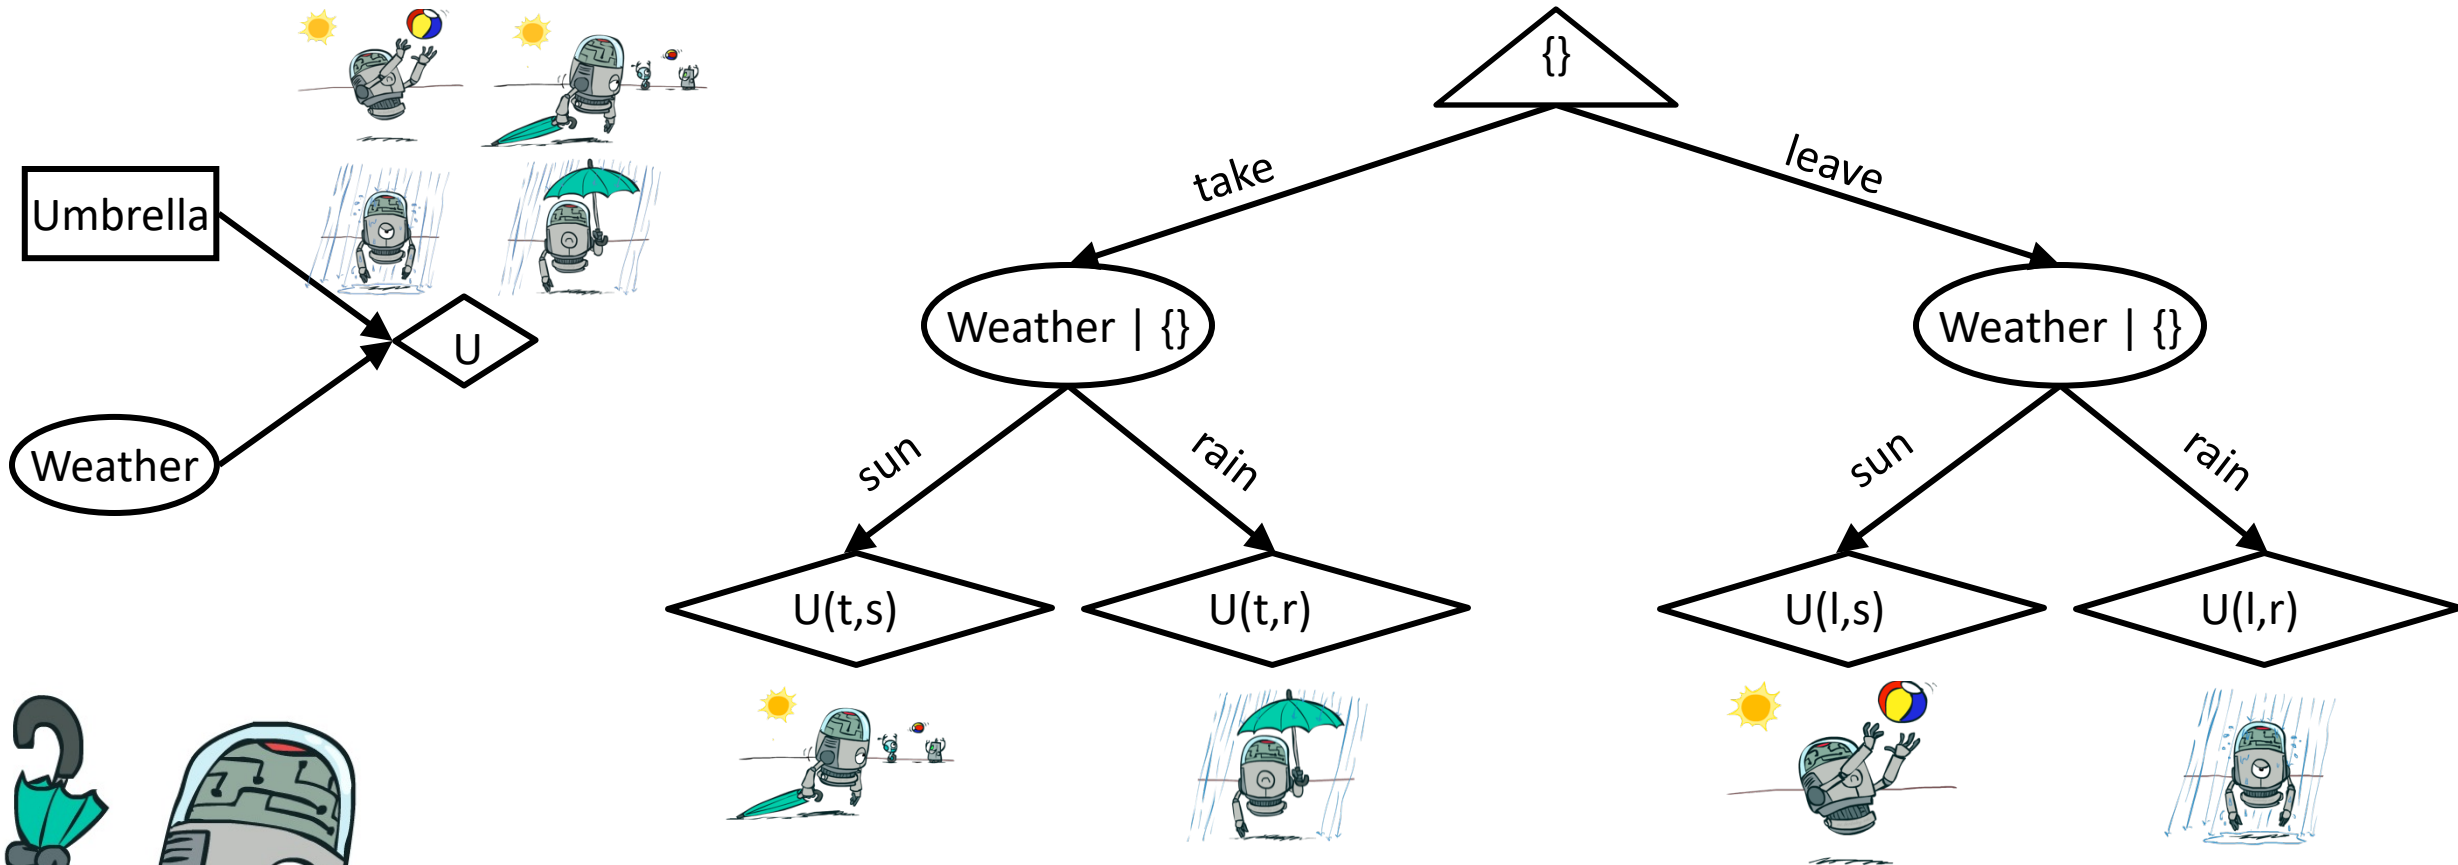 Umbrella
Weather
U
{}
take
leave
Weather | {}
Weather | {}
sun
rain
sun
rain
U(t,s)
U(t,r)
U(l,s)
U(l,r)